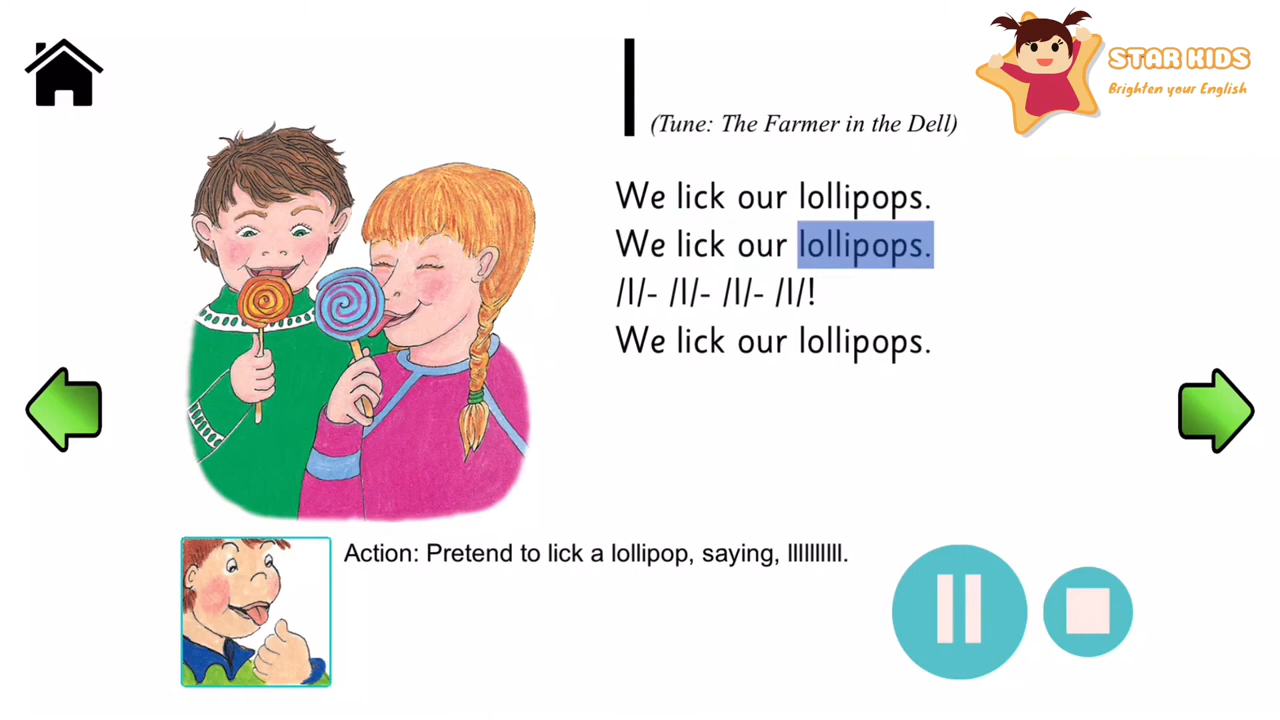 l
(Tune: The Farmer in the Dell)
STAR KIDS
Brighten your English
We lick our lollipops.
We lick our lollipops.
/l/- /l/- /l/- /l/!
We lick our lollipops.
Action: Pretend to lick a lollipop, saying, llllllllll.